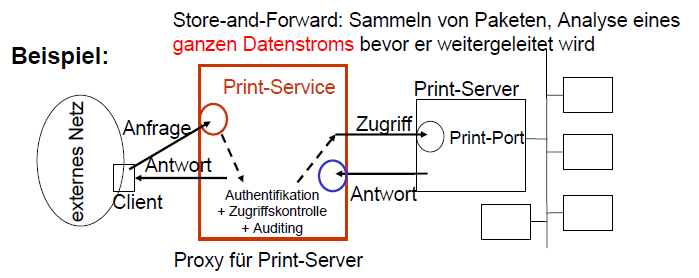 Store-and-Forward: Sammeln von Paketen, Analyse eines
ganzen Datenstroms bevor er weitergeleitet wird
Beispiel:
externes Netz
Client
Anfrage
Antwort
Print-Service
Authentifikation
+ Zugriffskontrolle
+ Auditing
Zugriff
Antwort
Print-Server
Print-Port
Proxy für Print-Server